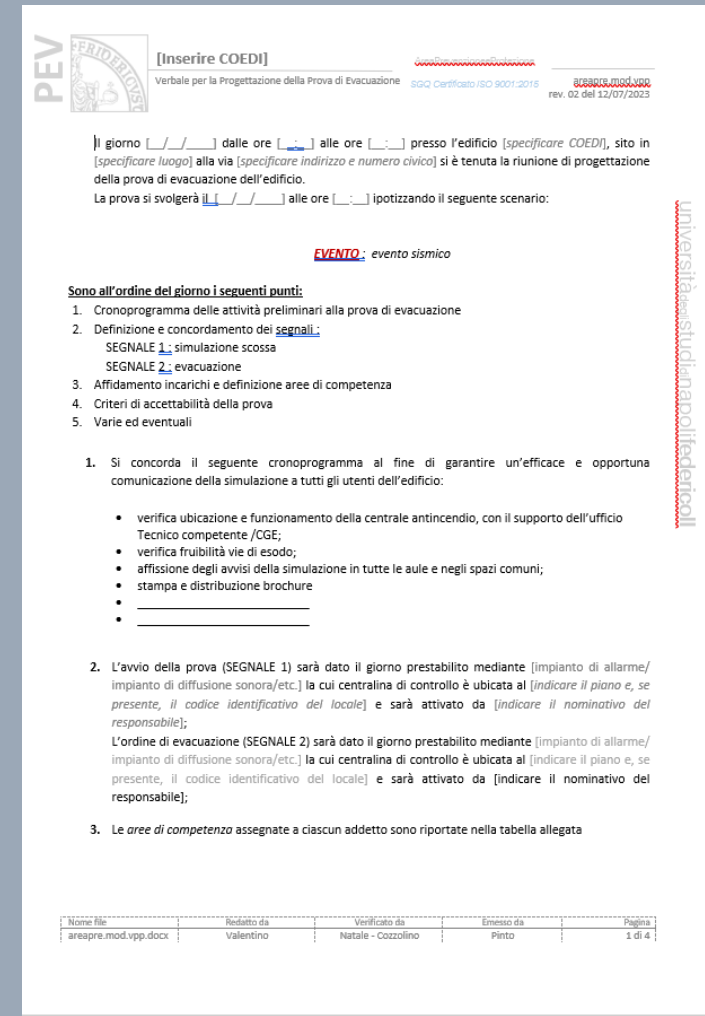 PEV
FRIDERICVS
[Inserire COEDI]
AreaPrevenzioneeProtezione
Verbale per la Progettazione della Prova di Evacuazione
SGQ Certificato ISO 9001:2015
areapre.mod.vpp
rev. 02 del 12/07/2023
Il giorno [__/__/____] dalle ore [__:__] alle ore [__:__] presso l'edificio [specificare COEDI], sito in
[specificare luogo] alla via [specificare indirizzo e numero civico] si è tenuta la riunione di progettazione
della prova di evacuazione dell'edificio.
La prova si svolgerà il [__/__/____] alle ore [__:__] ipotizzando il seguente scenario:
EVENTO : evento sismico
Sono all'ordine del giorno i seguenti punti:
1. Cronoprogramma delle attività preliminari alla prova di evacuazione
2. Definizione e concordamento dei segnali :
SEGNALE 1 : simulazione scossa
SEGNALE 2 : evacuazione
3. Affidamento incarichi e definizione aree di competenza
4. Criteri di accettabilità della prova
5. Varie ed eventuali
1. Si concorda il seguente cronoprogramma al fine di garantire un'efficace e opportuna
comunicazione della simulazione a tutti gli utenti dell'edificio:
• verifica ubicazione e funzionamento della centrale antincendio, con il supporto dell'ufficio
Tecnico competente /CGE;
• verifica fruibilità vie di esodo;
• affissione degli avvisi della simulazione in tutte le aule e negli spazi comuni;
• stampa e distribuzione brochure
• ____________________________
• ____________________________
2. L'avvio della prova (SEGNALE 1) sarà dato il giorno prestabilito mediante [impianto di allarme/
impianto di diffusione sonora/etc.] la cui centralina di controllo è ubicata al [indicare il piano e, se
presente, il codice identificativo del locale] e sarà attivato da [indicare il nominativo del
responsabile];
L'ordine di evacuazione (SEGNALE 2) sarà dato il giorno prestabilito mediante [impianto di allarme/
impianto di diffusione sonora/etc.] la cui centralina di controllo è ubicata al [indicare il piano e, se
presente, il codice identificativo del locale] e sarà attivato da [indicare il nominativo del
responsabile];
3. Le aree di competenza assegnate a ciascun addetto sono riportate nella tabella allegata
universitàdeglistudidinapolifedericoII
Nome file Redatto da Verificato da Emesso da Pagina
areapre.mod.vpp.docx Valentino Natale - Cozzolino Pinto 1 di 4